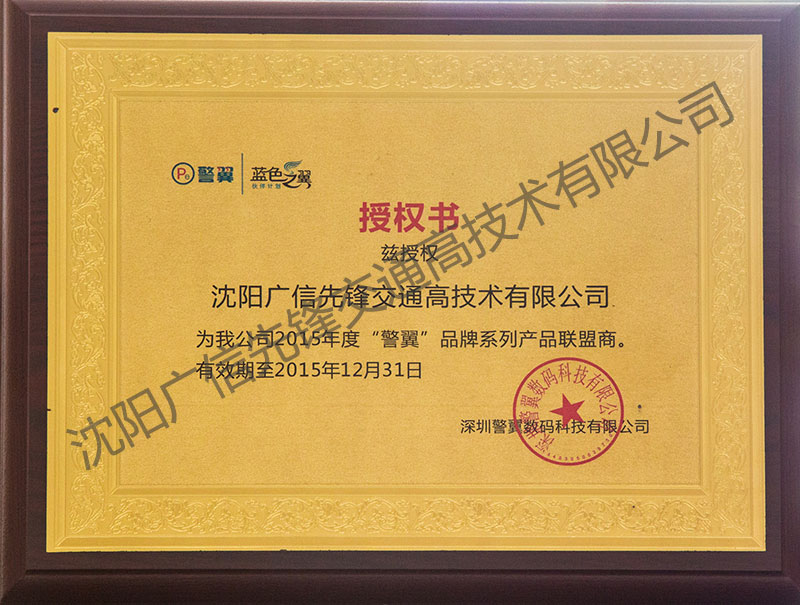 Pe 警翼 蓝色之翼
伙伴计划
授权书
兹授权
沈阳广信先锋交通高技术有限公司
为我公司2015年度“警翼”品牌系列产品联盟商。
有效期至2015年12月31日
深圳警翼数码科技有限公司
深圳警翼数码科技有限公司
沈阳广信先锋交通高技术有限公司